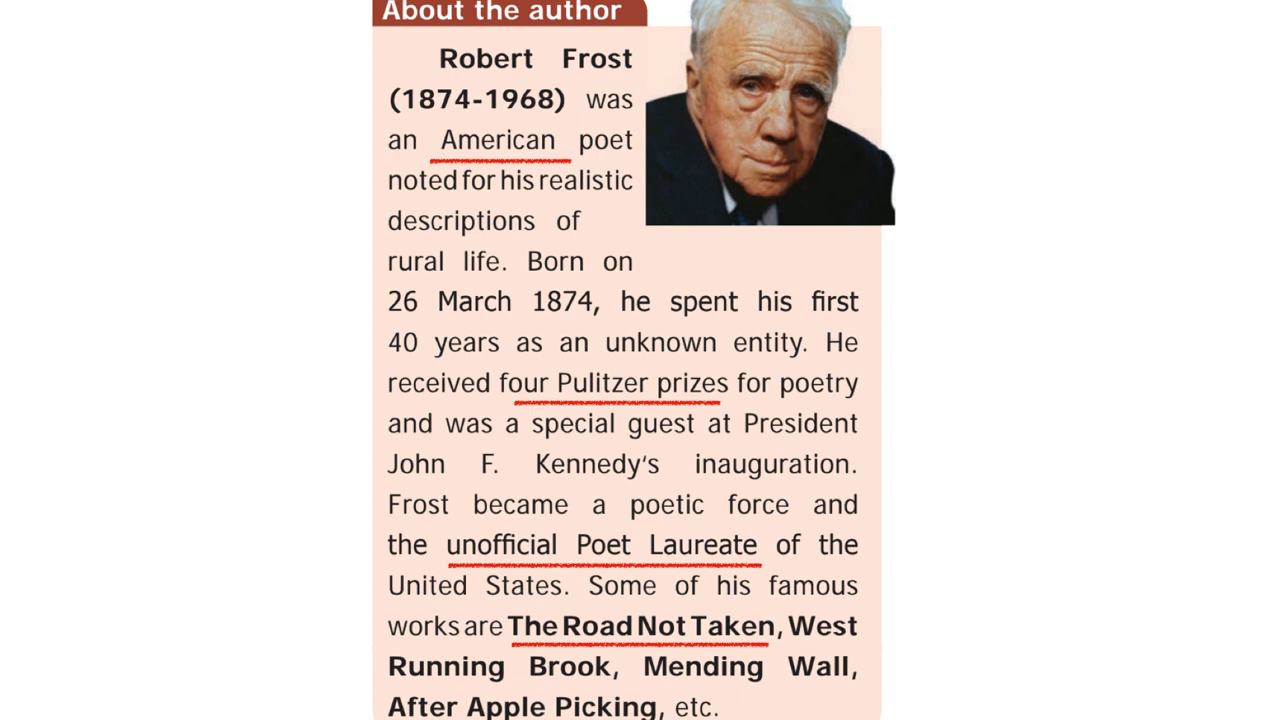 About the author
Robert Frost
(1874-1968) was
an American poet
noted for his realistic
descriptions of
rural life. Born on
26 March 1874, he spent his first
40 years as an unknown entity. He
received four Pulitzer prizes for poetry
and was a special guest at President
John F. Kennedy's inauguration.
Frost became a poetic force and
the unofficial Poet Laureate of the
United States. Some of his famous
works are The Road Not Taken, West
Running Brook, Mending Wall,
After Apple Picking, etc.